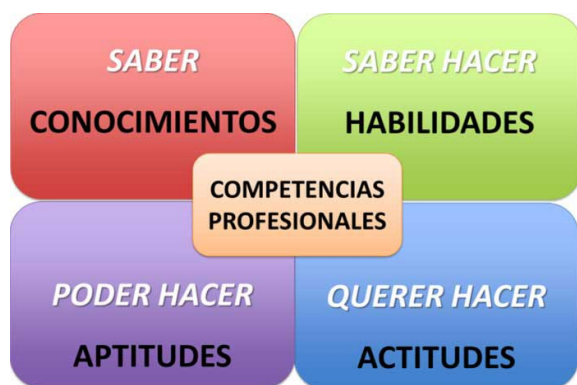 SABER
CONOCIMIENTOS
SABER HACER
HABILIDADES
COMPETENCIAS
PROFESIONALES
PODER HACER
APTITUDES
QUERER HACER
ACTITUDES